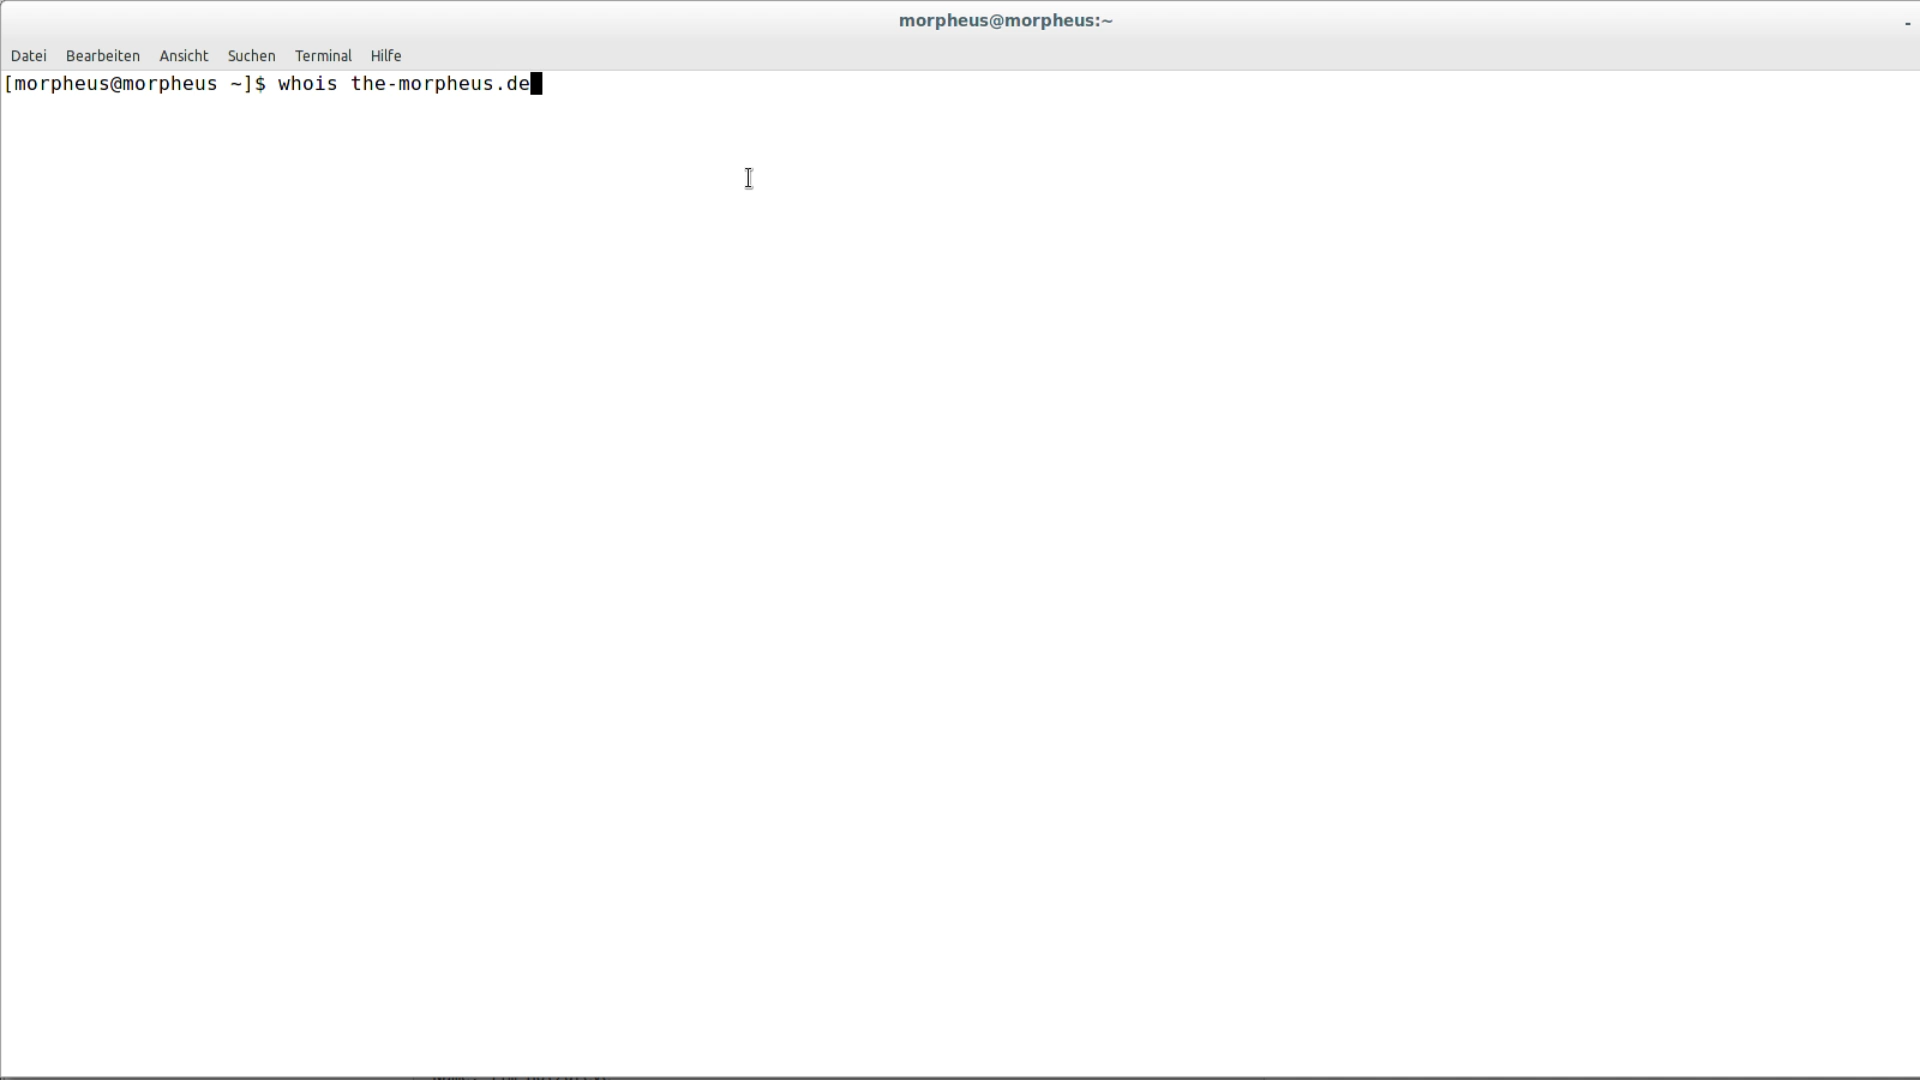 morpheus@morpheus:~
Datei Bearbeiten Ansicht Suchen Terminal Hilfe
[morpheus@morpheus ~]$ whois the-morpheus.de